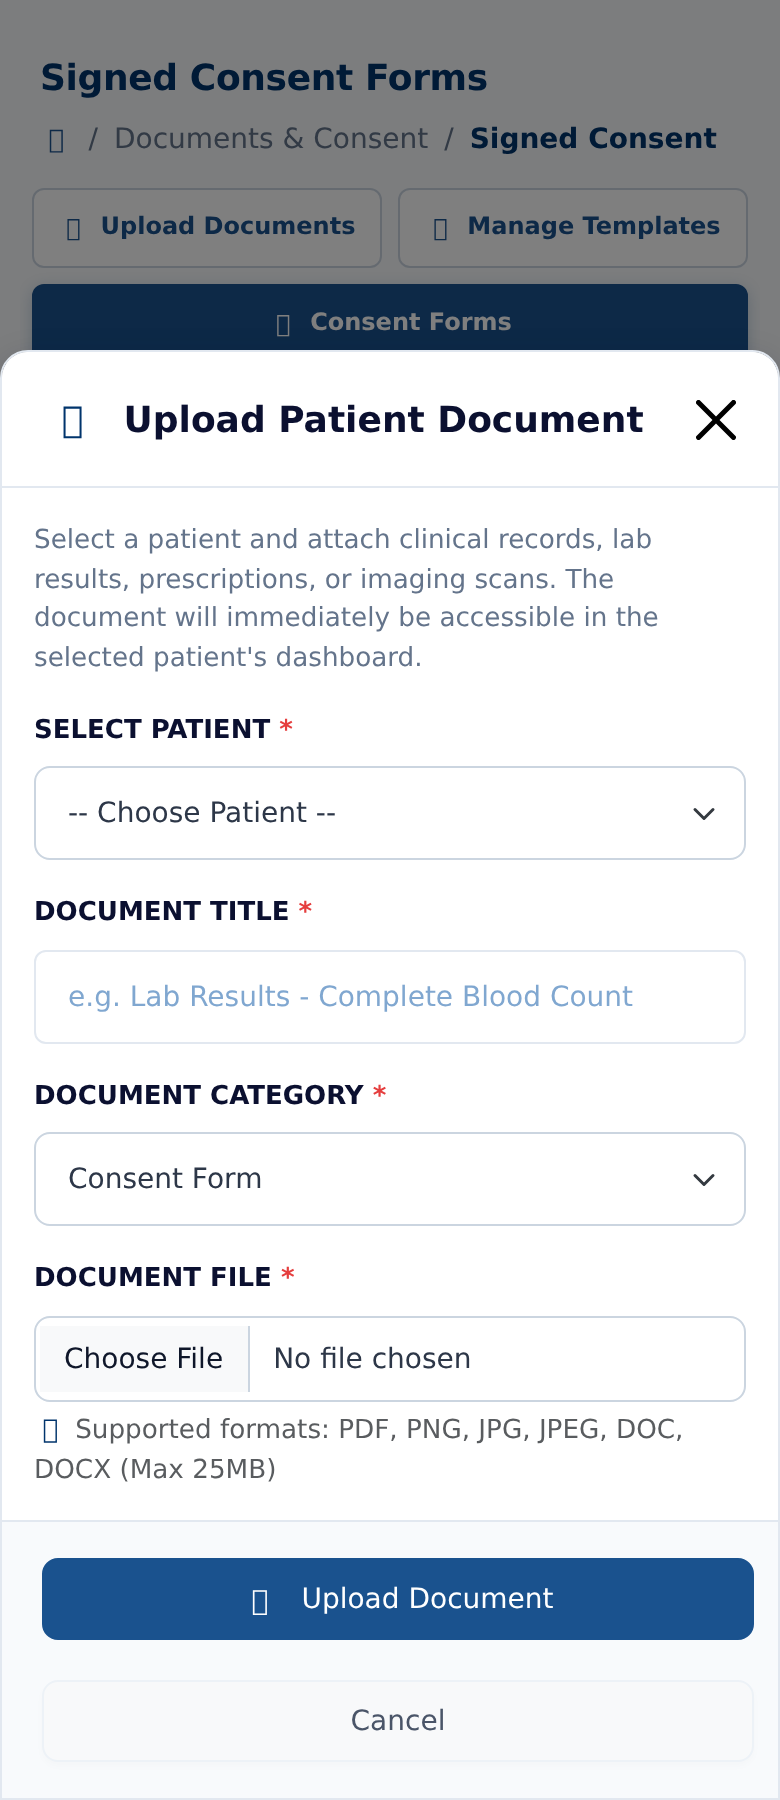 Signed Consent Forms
/ Documents & Consent / Signed Consent
Upload Documents
Manage Templates
Consent Forms
Upload Patient Document
Select a patient and attach clinical records, lab
results, prescriptions, or imaging scans. The
document will immediately be accessible in the
selected patient's dashboard.
SELECT PATIENT *
-- Choose Patient --
DOCUMENT TITLE *
e.g. Lab Results - Complete Blood Count
DOCUMENT CATEGORY *
Consent Form
DOCUMENT FILE *
Choose File No file chosen
Supported formats: PDF, PNG, JPG, JPEG, DOC,
DOCX (Max 25MB)
Upload Document
Cancel